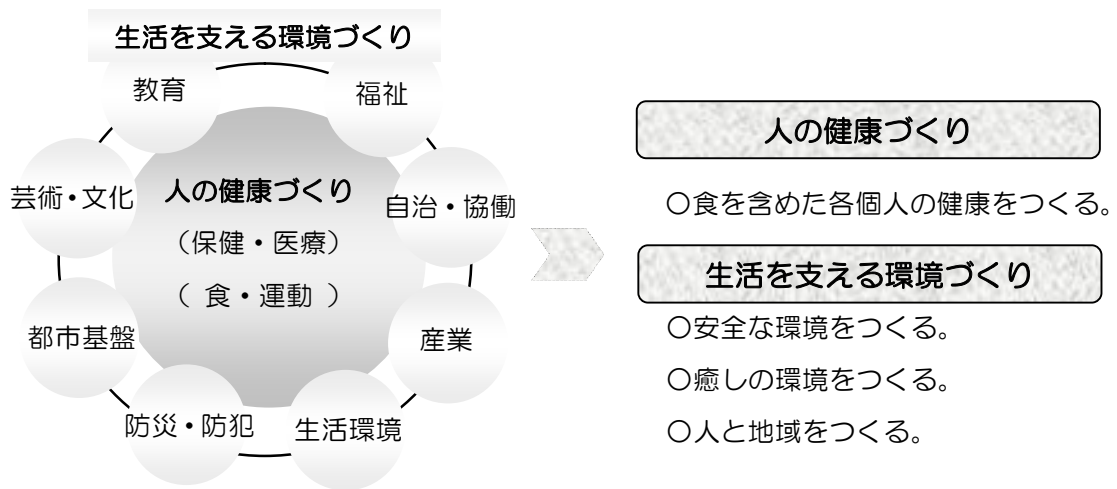 生活を支える環境づくり
教育
福祉
芸術・文化
人の健康づくり
自治・協働
（保健・医療）
（ 食・運動 ）
都市基盤
産業
防災・防犯
生活環境
人の健康づくり
○食を含めた各個人の健康をつくる。
生活を支える環境づくり
○安全な環境をつくる。
○癒しの環境をつくる。
○人と地域をつくる。